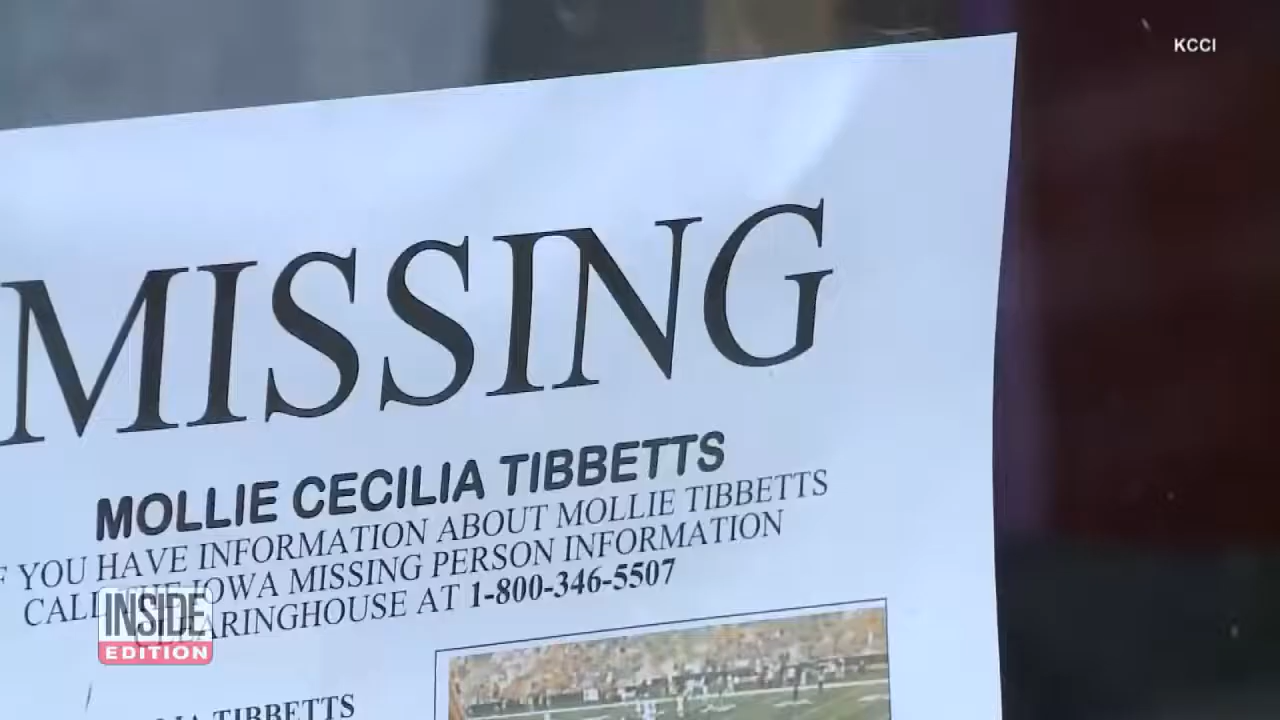 KCCI
MISSING
MOLLIE CECILIA TIBBETTS
YOU HAVE INFORMATION ABOUT MOLLIE TIBBETTS
CALL THE IOWA MISSING PERSON INFORMATION
CLEARINGHOUSE AT 1-800-346-5507
INSIDE
EDITION
TIBBETTS